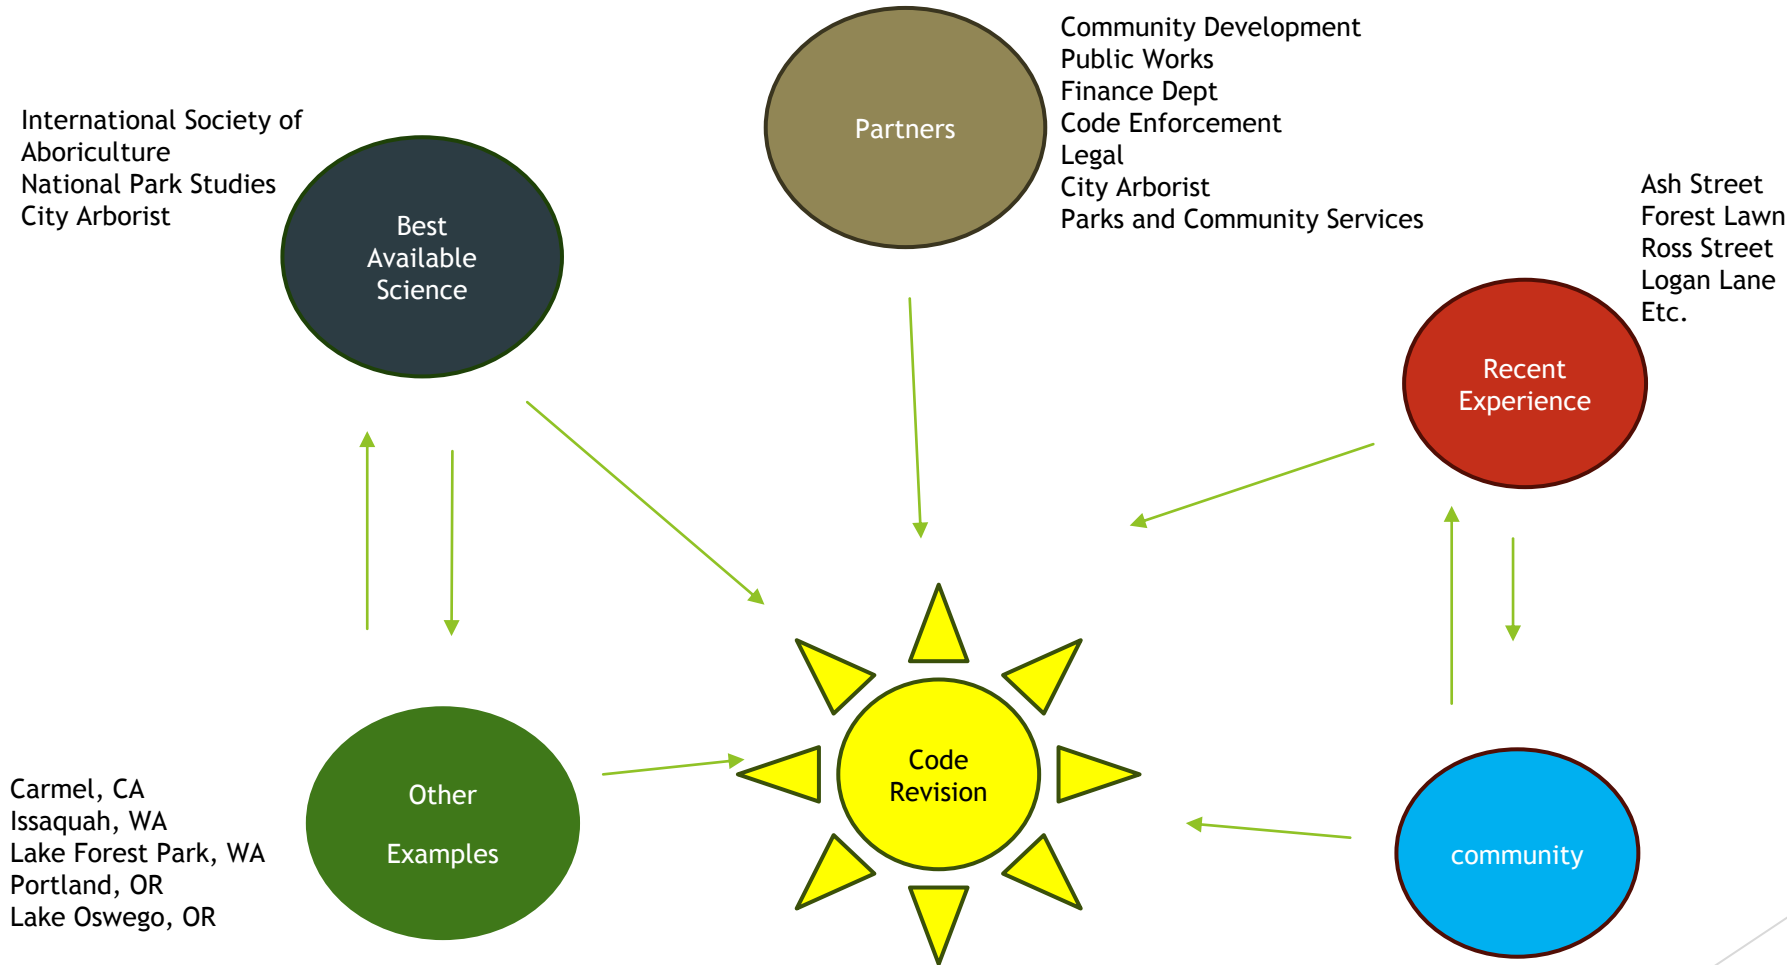 Community Development
Public Works
Finance Dept
Code Enforcement
Legal
City Arborist
Parks and Community Services
Partners
International Society of
Aboriculture
National Park Studies
City Arborist
Best
Available
Science
Ash Street
Forest Lawn
Ross Street
Logan Lane
Etc.
Recent
Experience
Carmel, CA
Issaquah, WA
Lake Forest Park, WA
Portland, OR
Lake Oswego, OR
Other
Examples
Code
Revision
community